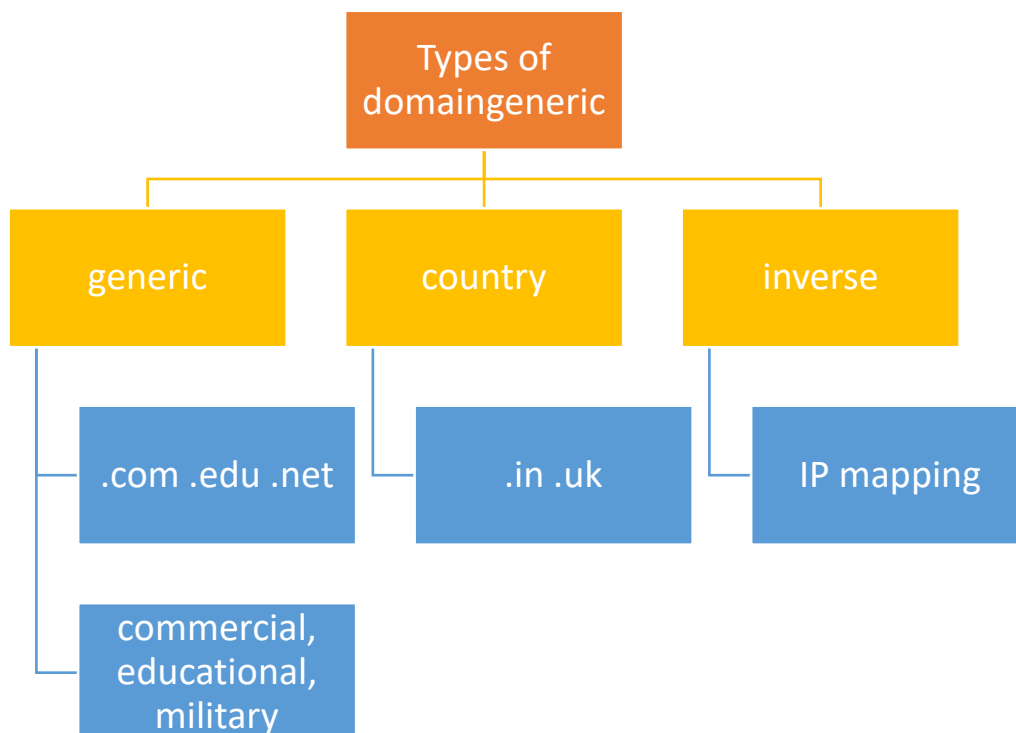 Types of
domaingeneric
generic
country
inverse
.com .edu .net
.in .uk
IP mapping
commercial,
educational,
military